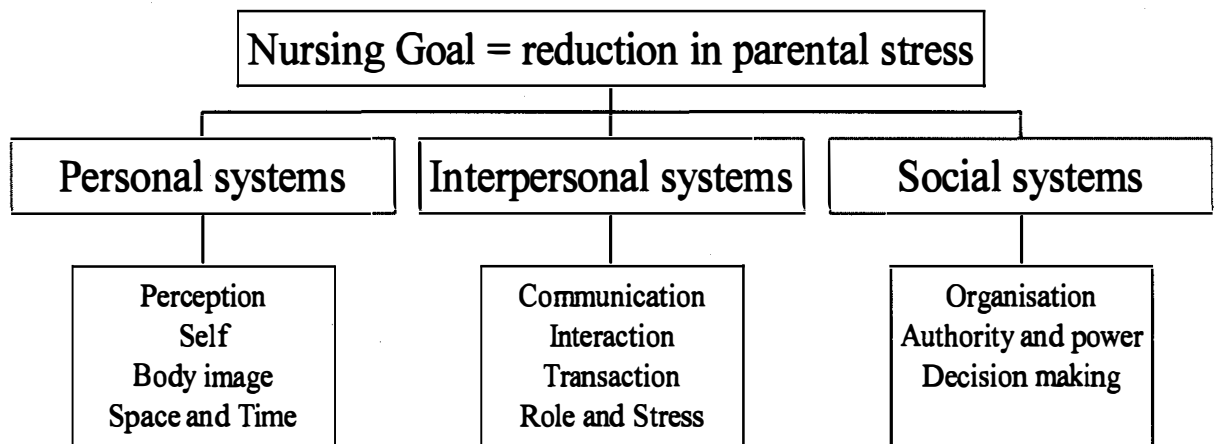 Nursing Goal = reduction in parental stress
Personal systems
Interpersonal systems
Social systems
Perception
Self
Body image
Space and Time
Communication
Interaction
Transaction
Role and Stress
Organisation
Authority and power
Decision making